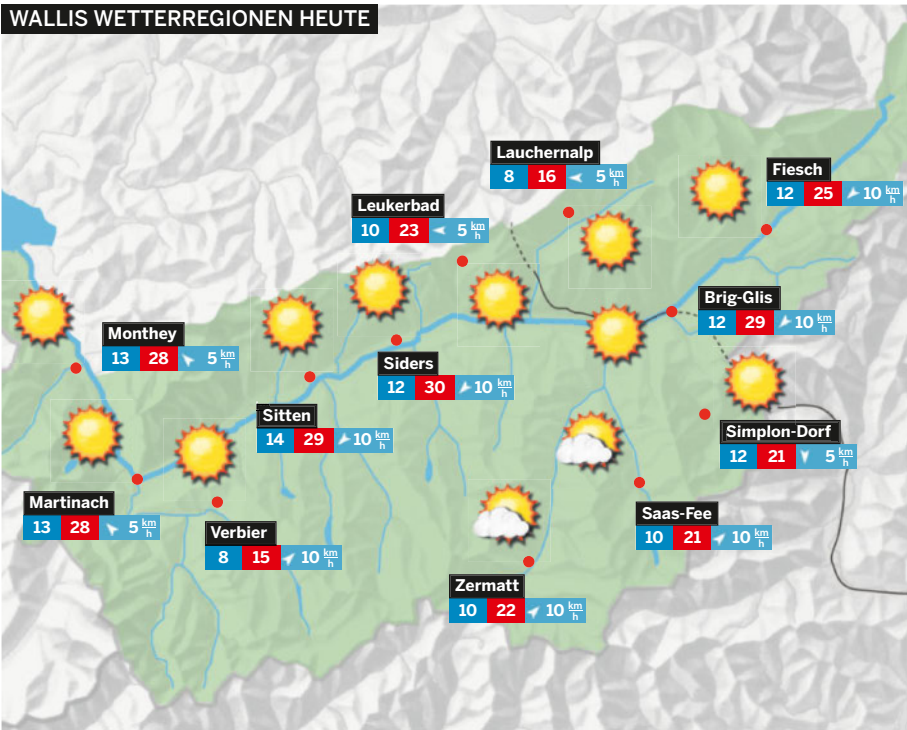 WALLIS WETTERREGIONEN HEUTE
Lauchernalp
8 16 5 km/h
Fiesch
12 25 10 km/h
Leukerbad
10 23 5 km/h
Brig-Glis
12 29 10 km/h
Monthey
13 28 5 km/h
Siders
12 30 10 km/h
Sitten
14 29 10 km/h
Simplon-Dorf
12 21 5 km/h
Martinach
13 28 5 km/h
Saas-Fee
10 21 10 km/h
Verbier
8 15 10 km/h
Zermatt
10 22 10 km/h